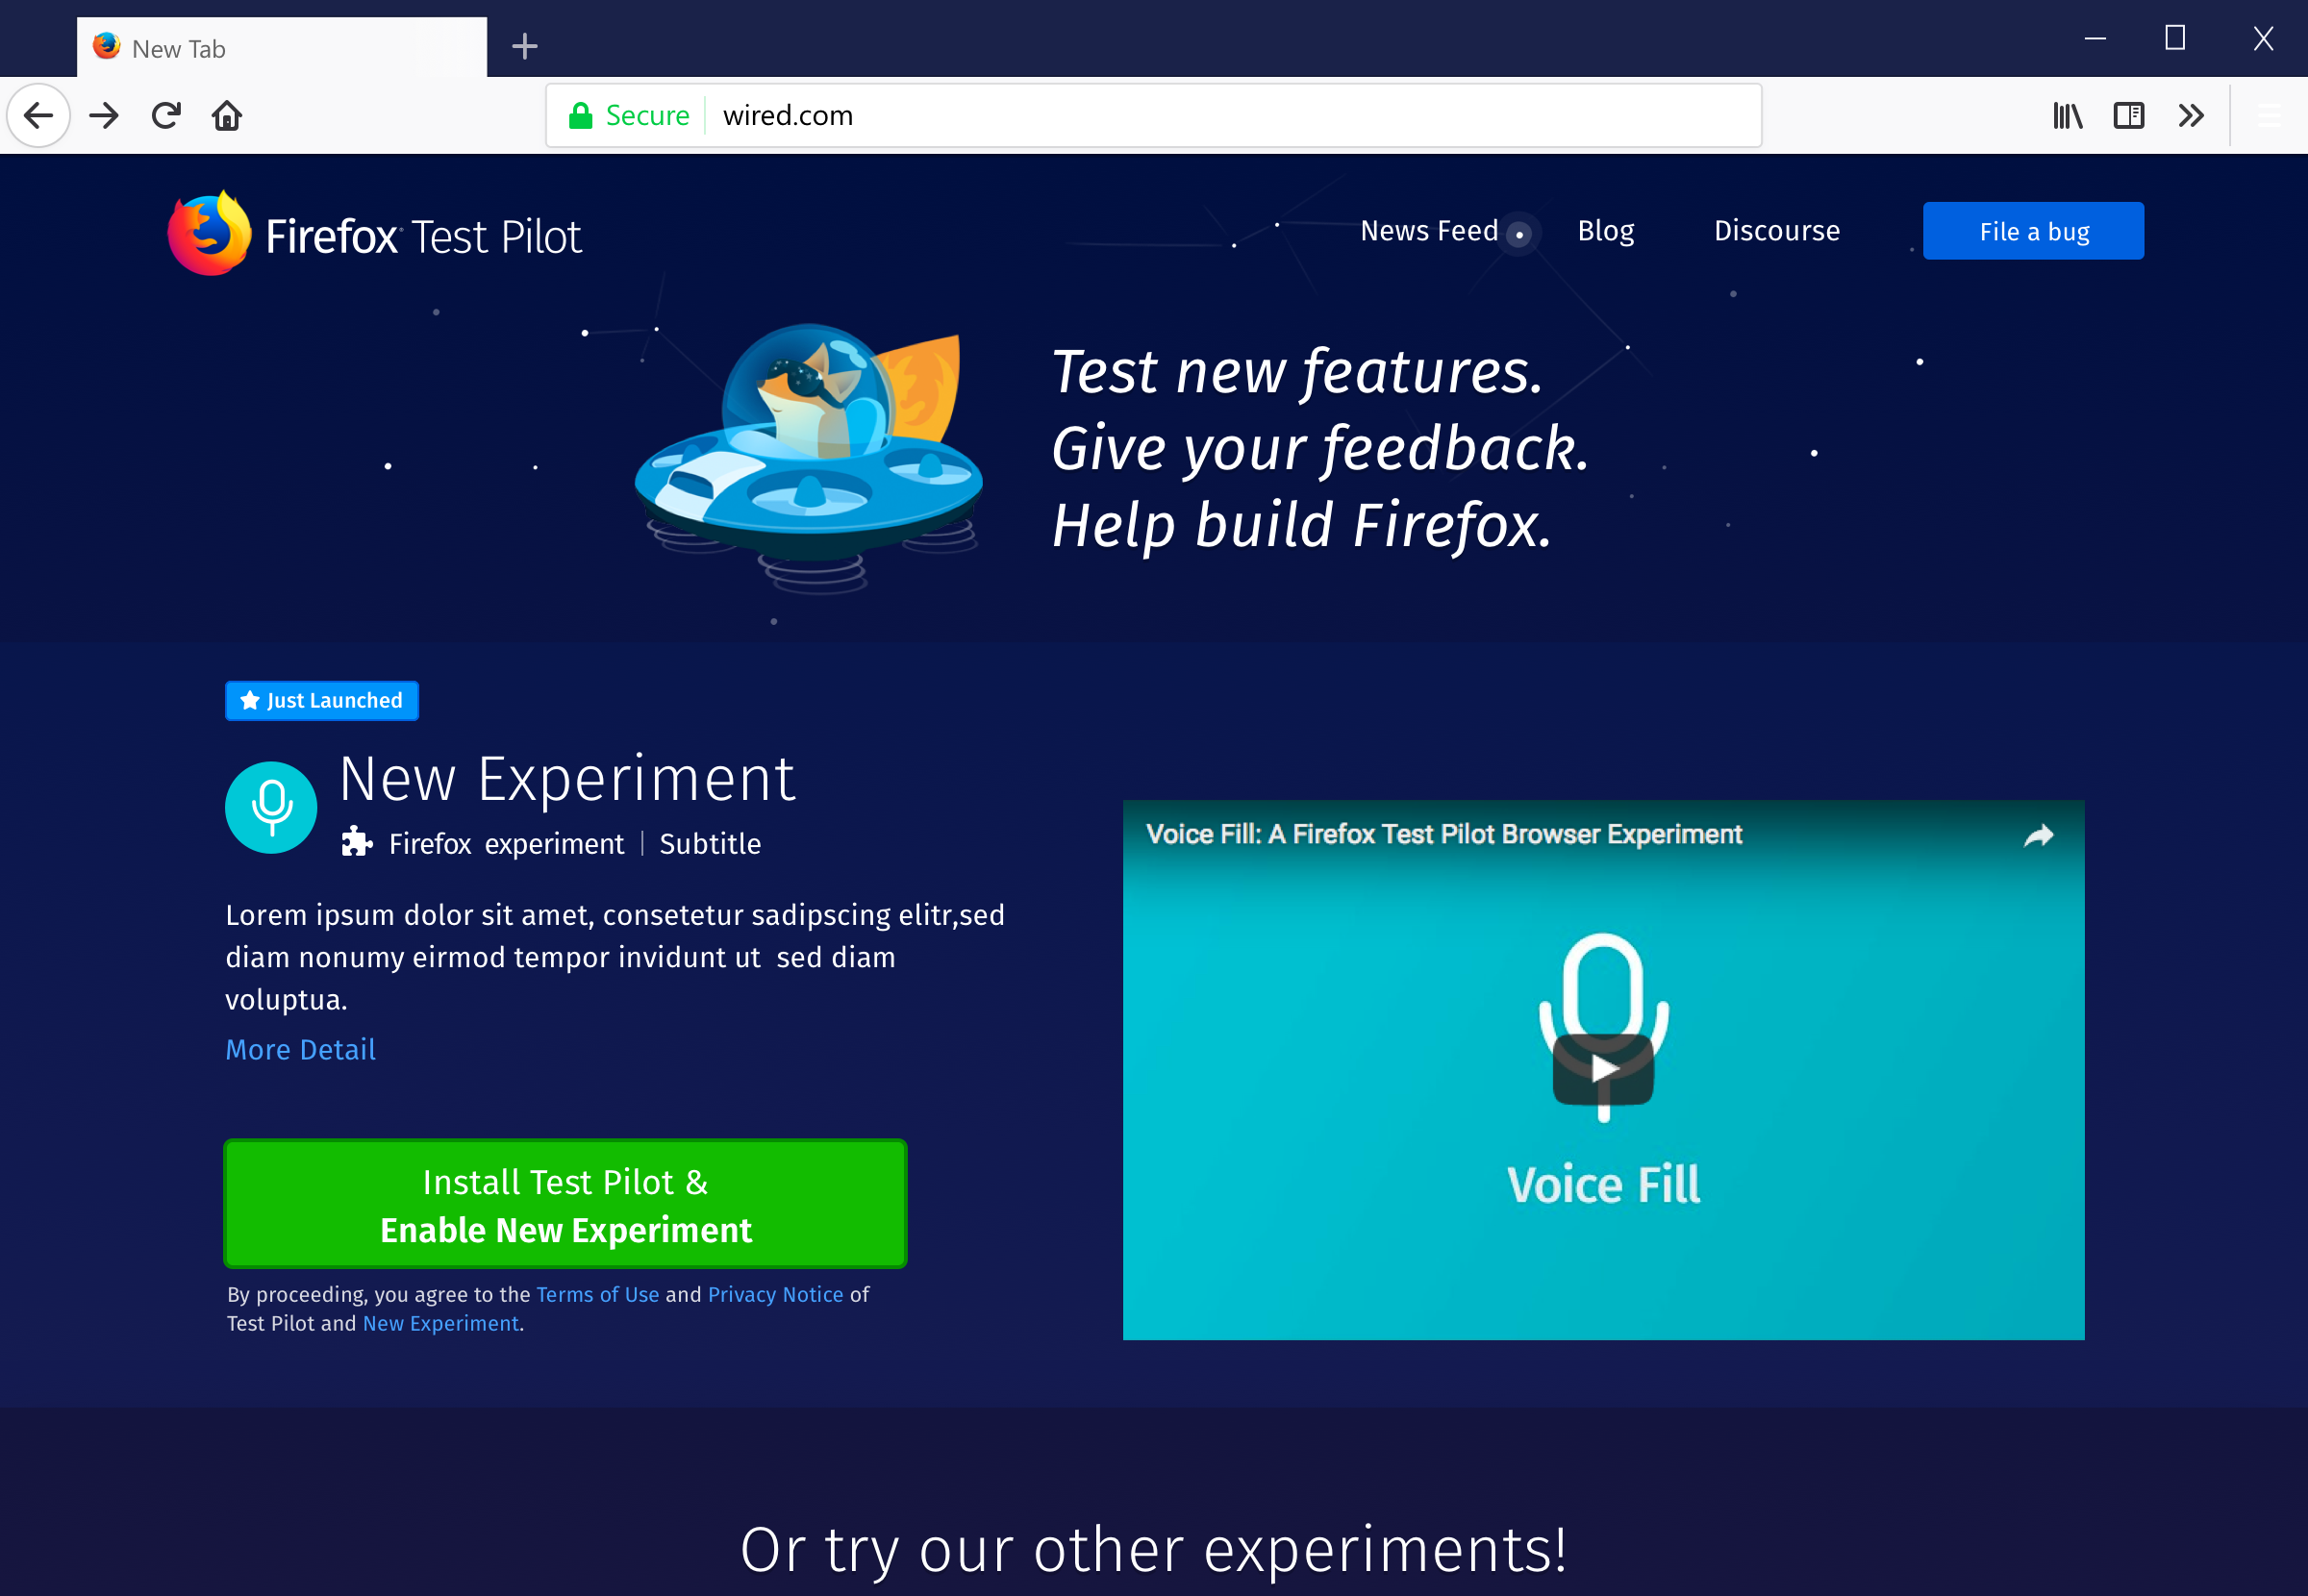 New Tab
Secure wired.com
Firefox Test Pilot
News Feed Blog Discourse File a bug
Test new features.
Give your feedback.
Help build Firefox.
Just Launched
New Experiment
Firefox experiment | Subtitle
Lorem ipsum dolor sit amet, consetetur sadipscing elitr,sed
diam nonumy eirmod tempor invidunt ut sed diam
voluptua.
More Detail
Install Test Pilot &
Enable New Experiment
By proceeding, you agree to the Terms of Use and Privacy Notice of
Test Pilot and New Experiment.
Voice Fill: A Firefox Test Pilot Browser Experiment
Voice Fill
Or try our other experiments!